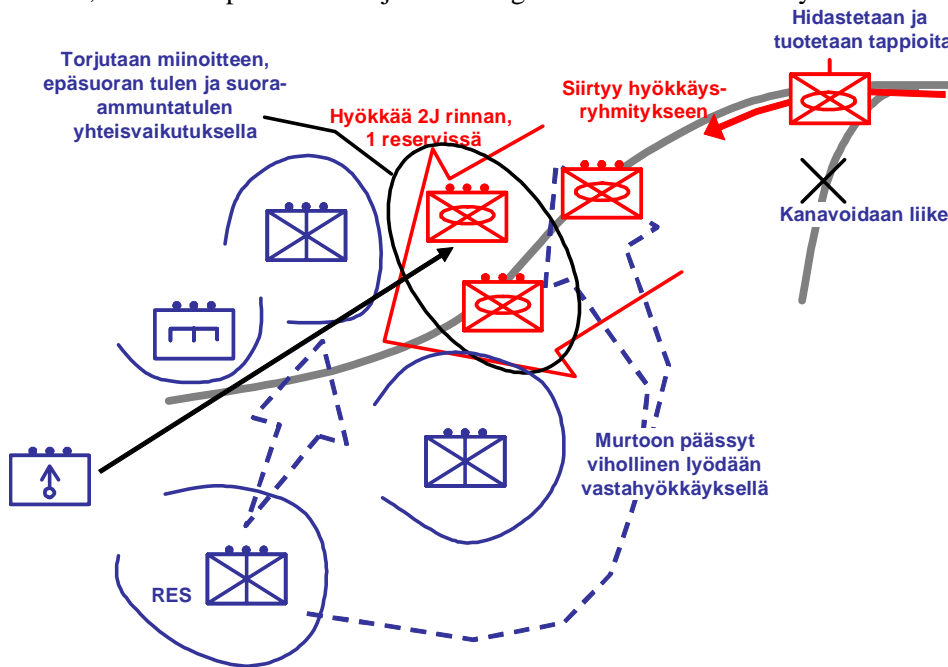 Hidastetaan ja
tuotetaan tappioita
Torjutaan miinoitteen,
epäsuoran tulen ja suora-
ammuntatulen
yhteisvaikutuksella
Siirtyy hyökkäys-
ryhmitykseen
Hyökkää 2J rinnan,
1 reservissä
Kanavoidaan liike
Murtoon päässyt
vihollinen lyödään
vastahyökkäyksellä
RES